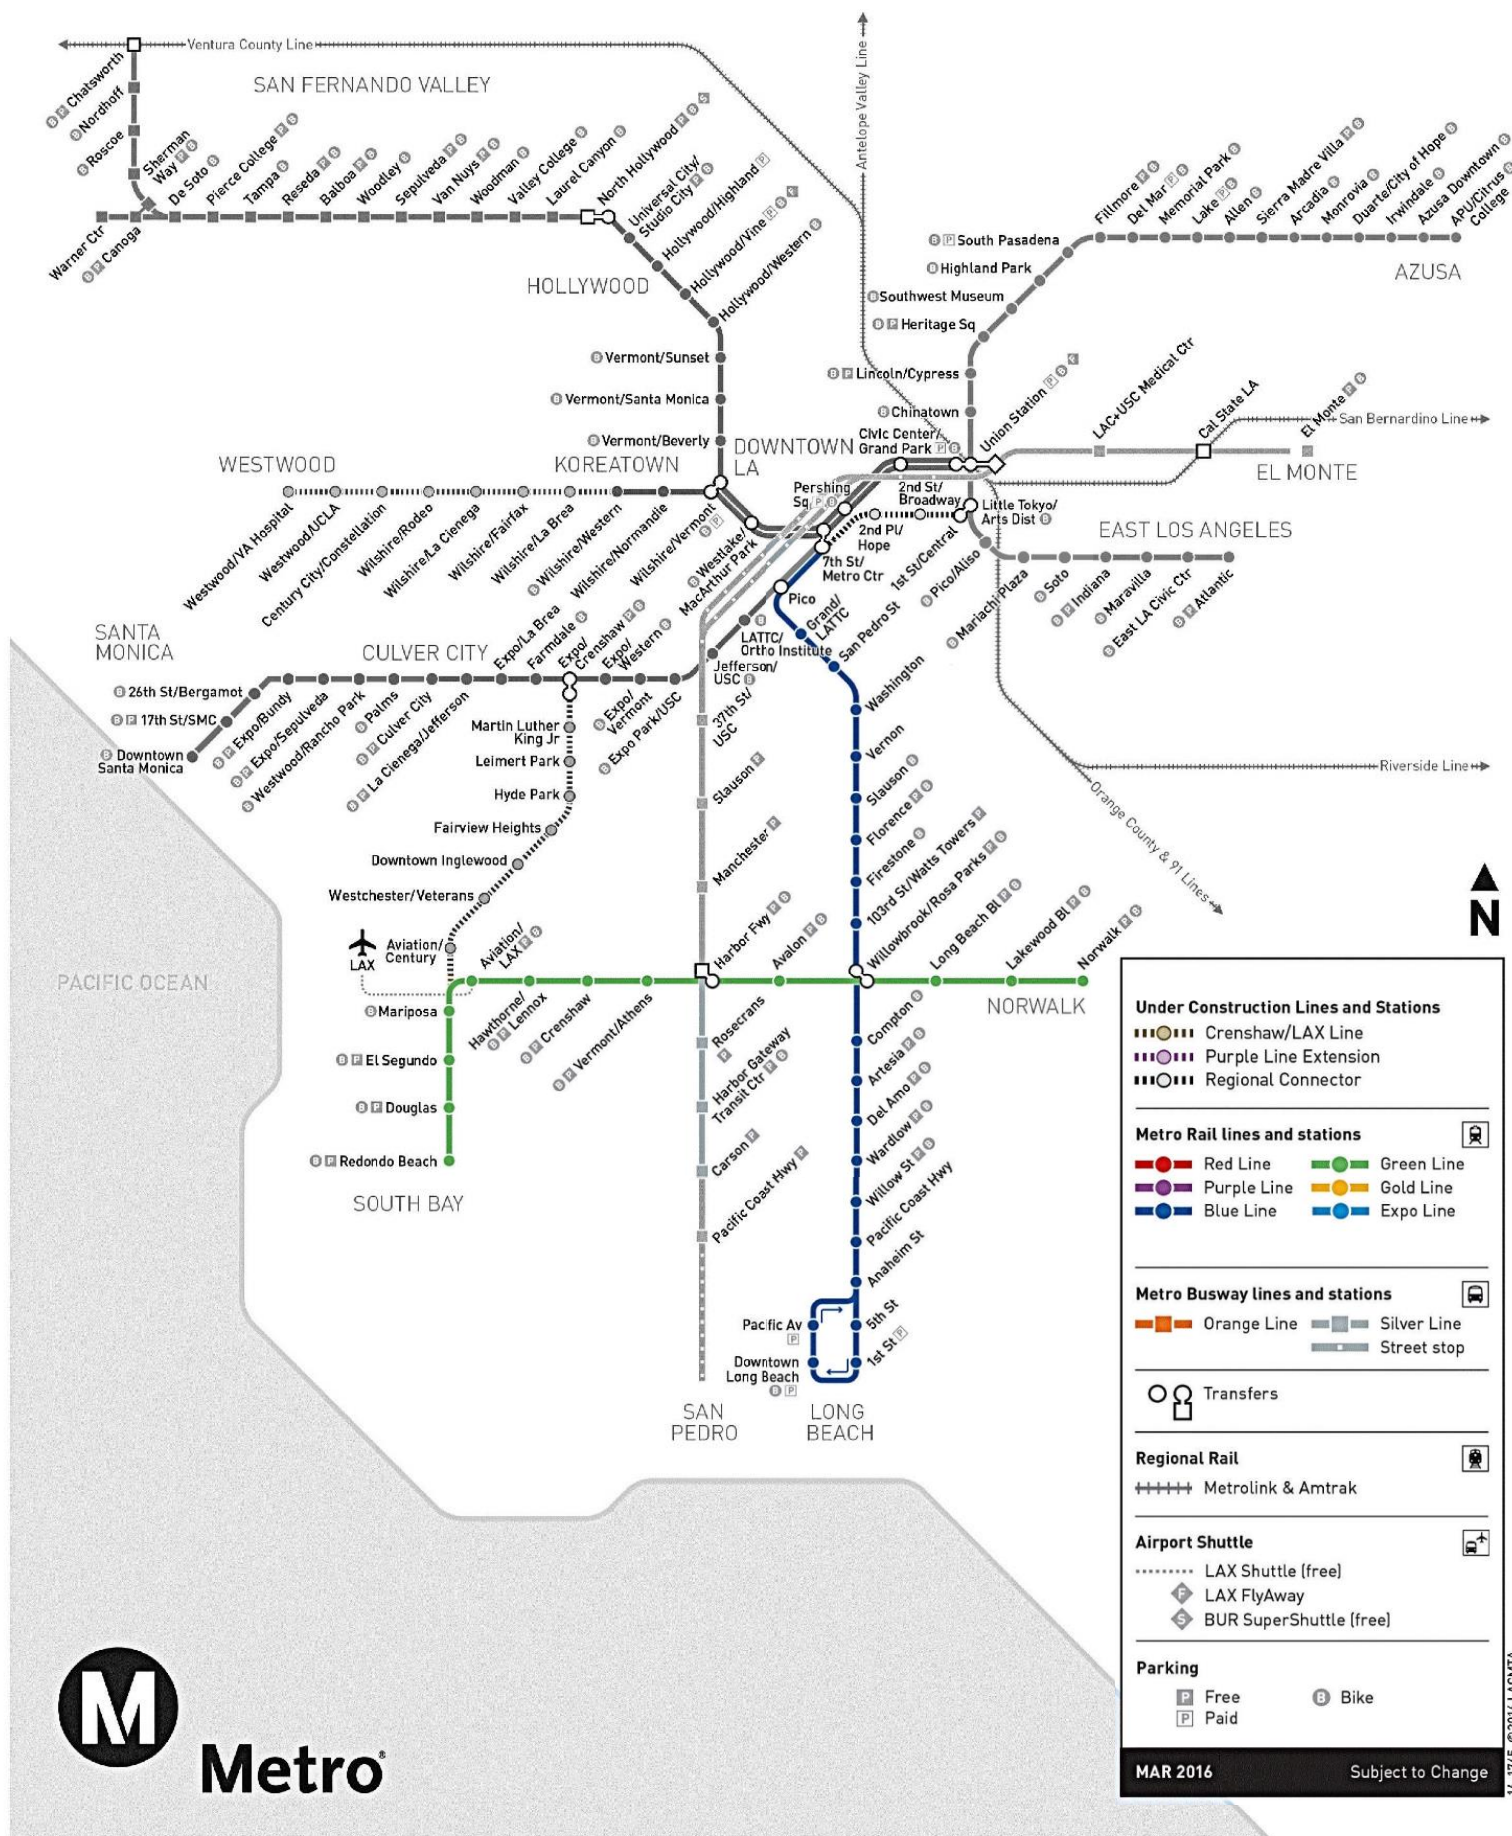 Ventura County Line
Antelope Valley Line
SAN FERNANDO VALLEY
B P Chatsworth
B Nordhoff
B Roscoe
Sherman
Way P B
De Soto B
Pierce College P B
Tampa B
Reseda P B
Balboa P B
Woodley B
Sepulveda P B
Van Nuys P B
Woodman B
Valley College B
Laurel Canyon B
North Hollywood P B S
Warner Ctr
B P Canoga
Universal City/
Studio City P B
Hollywood/Highland P
Hollywood/Vine P B F
Hollywood/Western B
HOLLYWOOD
B Vermont/Sunset
B Vermont/Santa Monica
B Vermont/Beverly
Fillmore P B
Del Mar P B
Memorial Park B
Lake P B
Allen B
Sierra Madre Villa P B
Arcadia B
Monrovia B
Duarte/City of Hope B
Irwindale B
Azusa Downtown B
APU/Citrus
College
B P South Pasadena
B Highland Park
B Southwest Museum
B P Heritage Sq
B P Lincoln/Cypress
B Chinatown
AZUSA
Union Station P B F
LAC+USC Medical Ctr
Cal State LA
El Monte P B
San Bernardino Line
EL MONTE
WESTWOOD
KOREATOWN
DOWNTOWN
LA
Civic Center/
Grand Park P B
Pershing
Sq P B
2nd St/
Broadway
Little Tokyo/
Arts Dist B
EAST LOS ANGELES
Westwood/VA Hospital
Westwood/UCLA
Century City/Constellation
Wilshire/Rodeo
Wilshire/La Cienega
Wilshire/Fairfax
Wilshire/La Brea
B Wilshire/Western
Wilshire/Normandie
Wilshire/Vermont
B P
B Westlake/
MacArthur Park
7th St/
Metro Ctr
2nd Pl/
Hope
1st St/Central
B Pico/Aliso
B Mariachi Plaza
B Soto
B P Indiana
B Maravilla
B East LA Civic Ctr
B P Atlantic
Pico
Grand/
LATTC
San Pedro St
Washington
LATTC/
Ortho Institute
B
Jefferson/
USC B
SANTA
MONICA
CULVER CITY
B 26th St/Bergamot
B P 17th St/SMC
B Downtown
Santa Monica
B P Expo/Bundy
B P Expo/Sepulveda
B Westwood/Rancho Park
B Palms
B P Culver City
B P La Cienega/Jefferson
Expo/La Brea
Farmdale B
Expo/
Crenshaw P B
Expo/
Western B
B Expo/
Vermont
B Expo Park/USC
37th St/
USC
Martin Luther
King Jr
Leimert Park
Hyde Park
Fairview Heights
Downtown Inglewood
Westchester/Veterans
Aviation/
Century
LAX
Aviation/
LAX P B
Slauson P
Manchester P
Harbor Fwy P B
Avalon P B
Vernon
Slauson B
Florence P B
Firestone B
103rd St/Watts Towers P
Willowbrook/Rosa Parks P B
Long Beach Bl P B
Lakewood Bl P B
Norwalk P B
NORWALK
Riverside Line
Orange County & 91 Lines
N
PACIFIC OCEAN
B Mariposa
B P El Segundo
B P Douglas
B P Redondo Beach
SOUTH BAY
Hawthorne/
B P Lennox
B P Crenshaw
B P Vermont/Athens
Rosecrans
P
Harbor Gateway
Transit Ctr P B
Carson P
Pacific Coast Hwy P
Compton B
Artesia P B
Del Amo P B
Wardlow P B
Willow St P B
Pacific Coast Hwy
Anaheim St
5th St
1st St P
Pacific Av
P
Downtown
Long Beach
B P
SAN
PEDRO
LONG
BEACH
Under Construction Lines and Stations
Crenshaw/LAX Line
Purple Line Extension
Regional Connector
Metro Rail lines and stations
Red Line
Green Line
Purple Line
Gold Line
Blue Line
Expo Line
Metro Busway lines and stations
Orange Line
Silver Line
Street stop
Transfers
Regional Rail
Metrolink & Amtrak
Airport Shuttle
LAX Shuttle (free)
F LAX FlyAway
S BUR SuperShuttle (free)
Parking
P Free
B Bike
P Paid
MAR 2016
Subject to Change
M
Metro